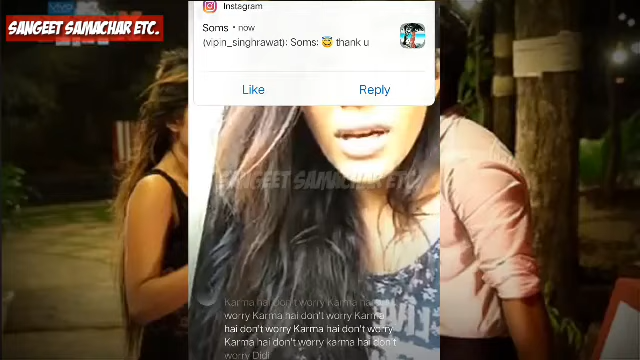 SANGEET SAMACHAR ETC.
Instagram
Soms • now
(vipin_singhrawat): Soms: 😇 thank u
Like Reply
SANGEET SAMACHAR ETC.
Karma hai don't worry Karma hai don't
worry Karma hai don't worry Karma
hai don't worry Karma hai don't worry
Karma hai don't worry karma hai don't
worry Didi